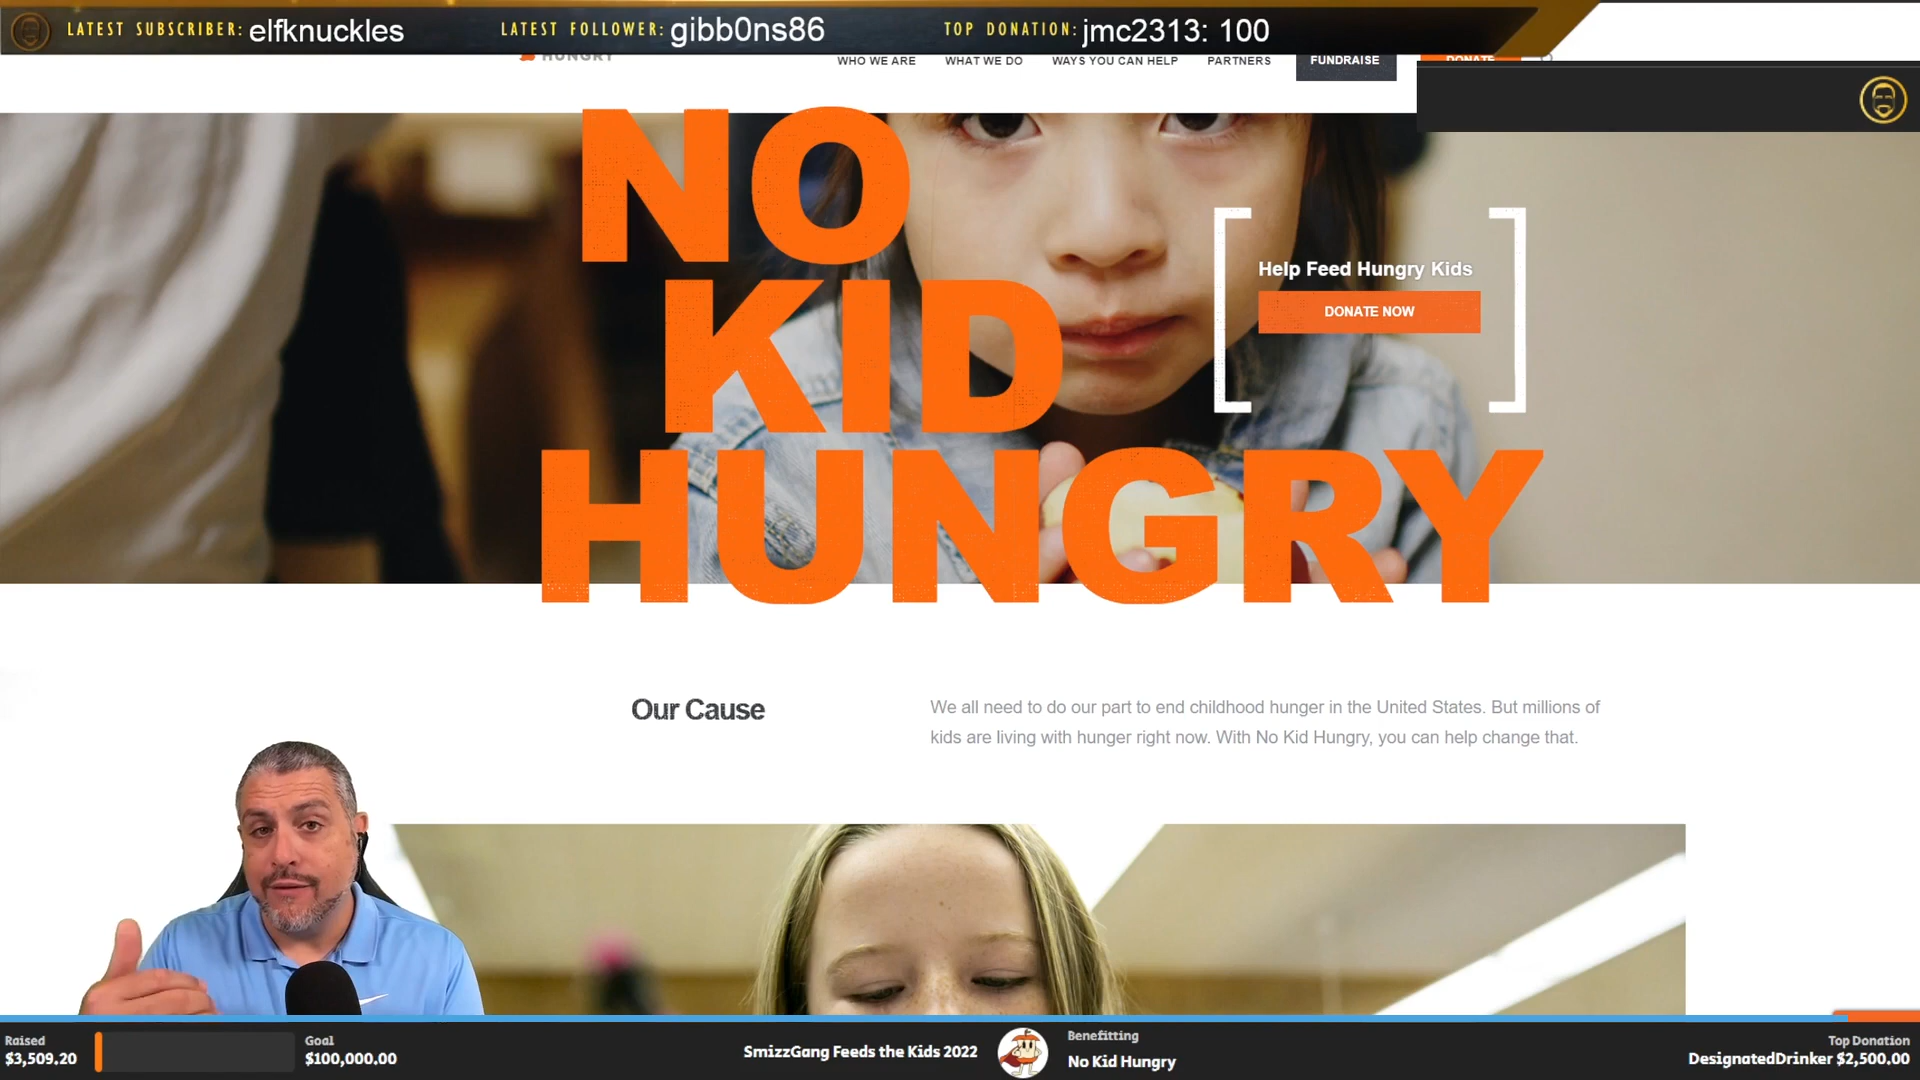 LATEST SUBSCRIBER: elfknuckles
LATEST FOLLOWER: gibb0ns86
TOP DONATION: jmc2313: 100
HUNGRY
WHO WE ARE
WHAT WE DO
WAYS YOU CAN HELP
PARTNERS
FUNDRAISE
DONATE
NO
KID
HUNGRY
Help Feed Hungry Kids
DONATE NOW
Our Cause
We all need to do our part to end childhood hunger in the United States. But millions of
kids are living with hunger right now. With No Kid Hungry, you can help change that.
Raised
$3,509.20
Goal
$100,000.00
SmizzGang Feeds the Kids 2022
Benefitting
No Kid Hungry
Top Donation
DesignatedDrinker $2,500.00